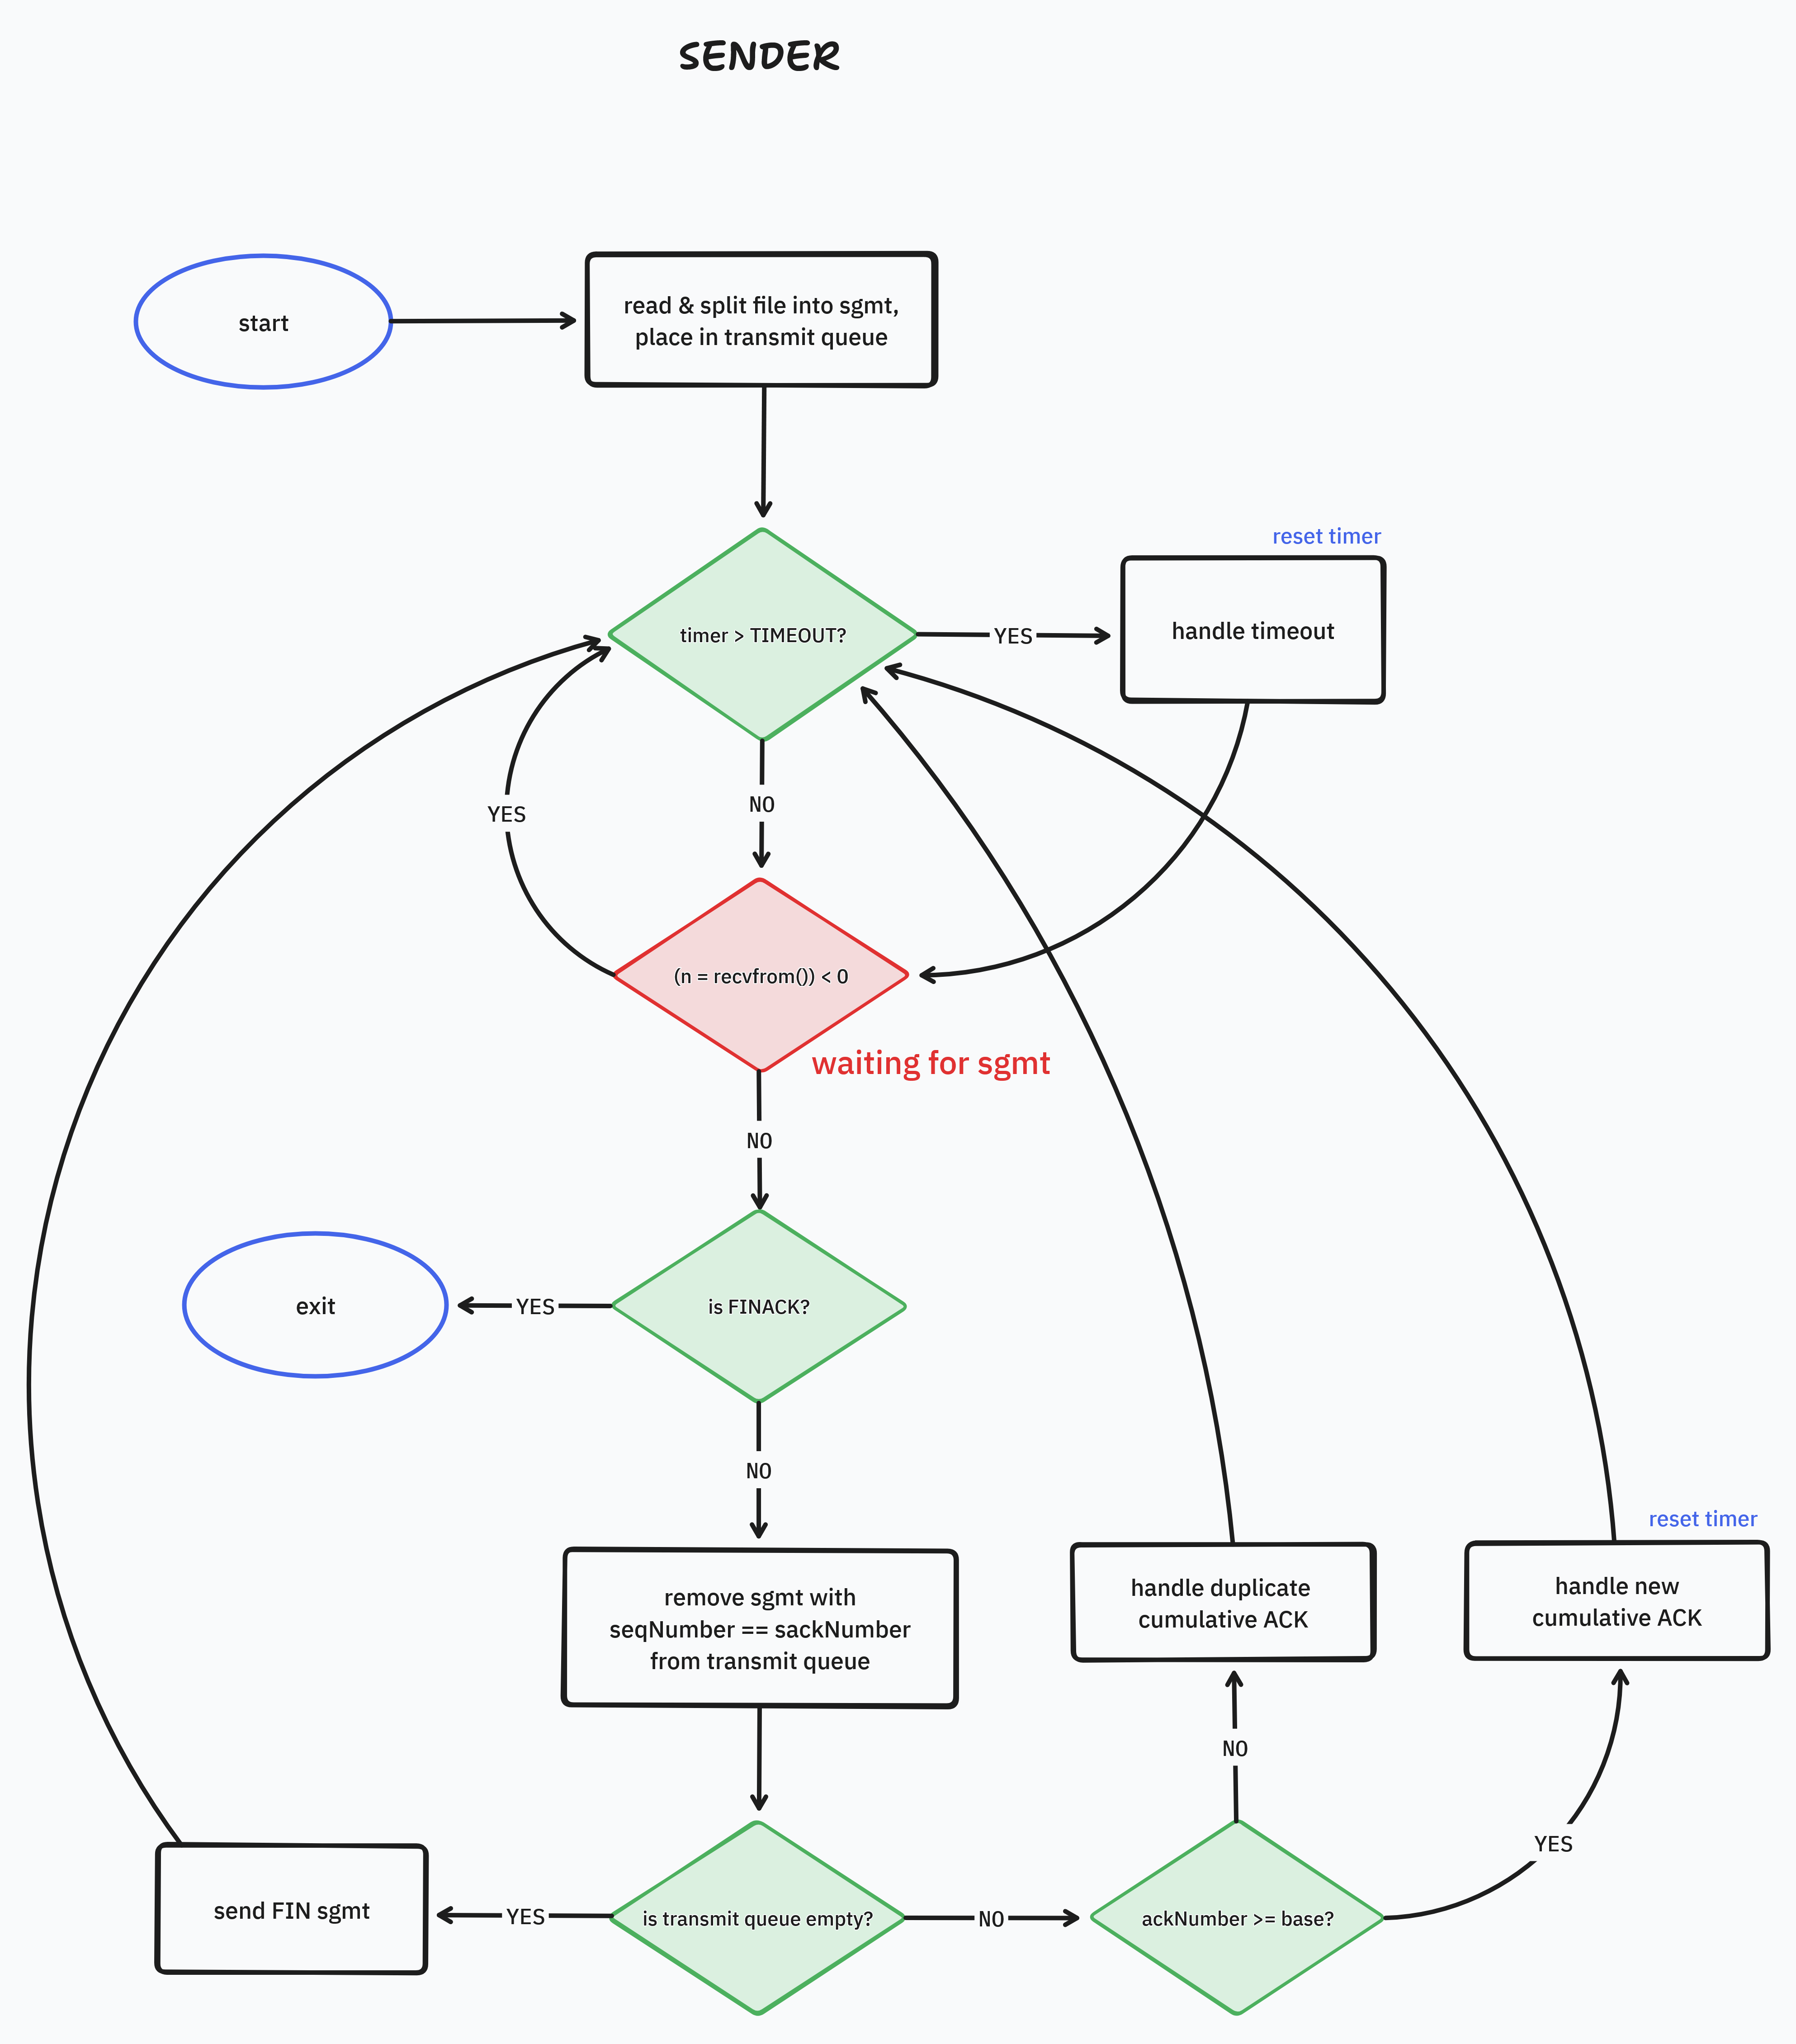 SENDER
start
read & split file into sgmt,
place in transmit queue
reset timer
timer > TIMEOUT?
YES
handle timeout
YES
NO
(n = recvfrom()) < 0
waiting for sgmt
NO
exit
YES
is FINACK?
NO
reset timer
remove sgmt with
seqNumber == sackNumber
from transmit queue
handle duplicate
cumulative ACK
handle new
cumulative ACK
NO
YES
send FIN sgmt
YES
is transmit queue empty?
NO
ackNumber >= base?